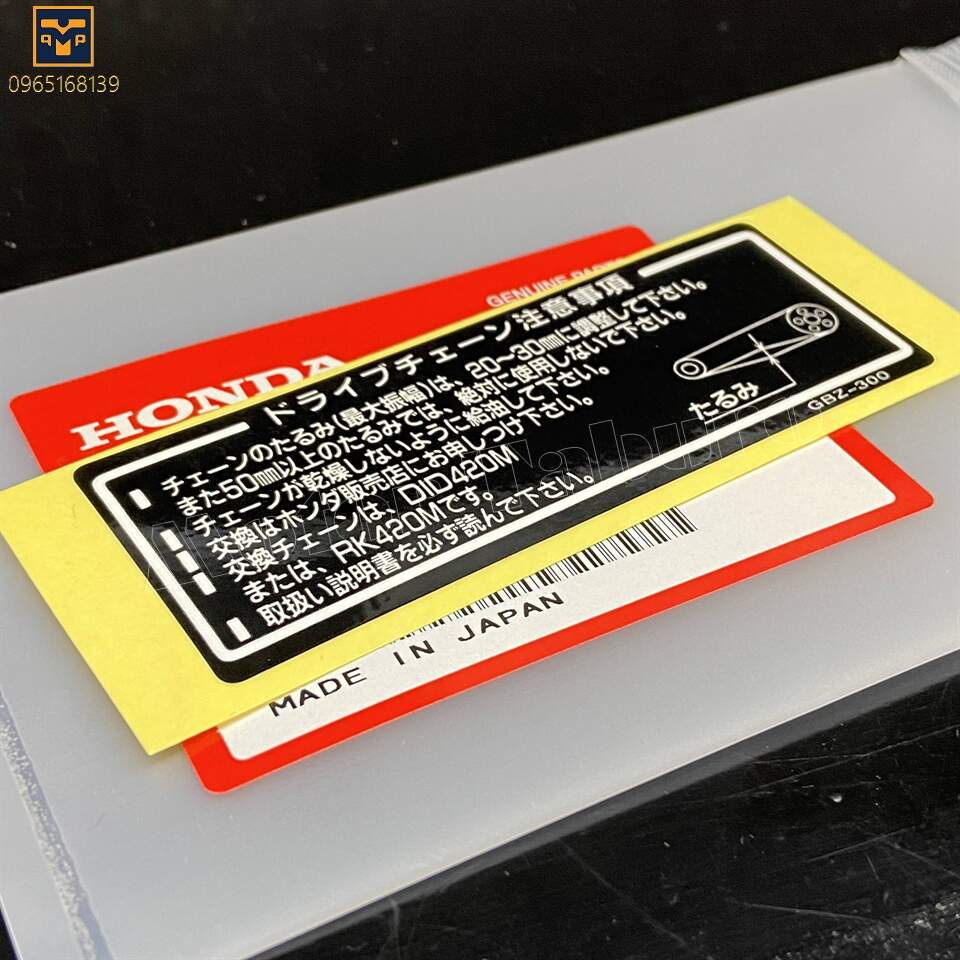 0965168139
GENUINE PARTS
HONDA
ドライブチェーン注意事項
チェーンのたるみ(最大振幅)は、20~30mmに調整して下さい。
また50mm以上のたるみでは、絶対に使用しないで下さい。
チェーンが乾燥しないように給油して下さい。
交換はホンダ販売店にお申しつけ下さい。
交換チェーンは、DID420M
または、RK420Mです。
取扱い説明書を必ず読んで下さい。
たるみ
GBZ-300
MADE IN JAPAN